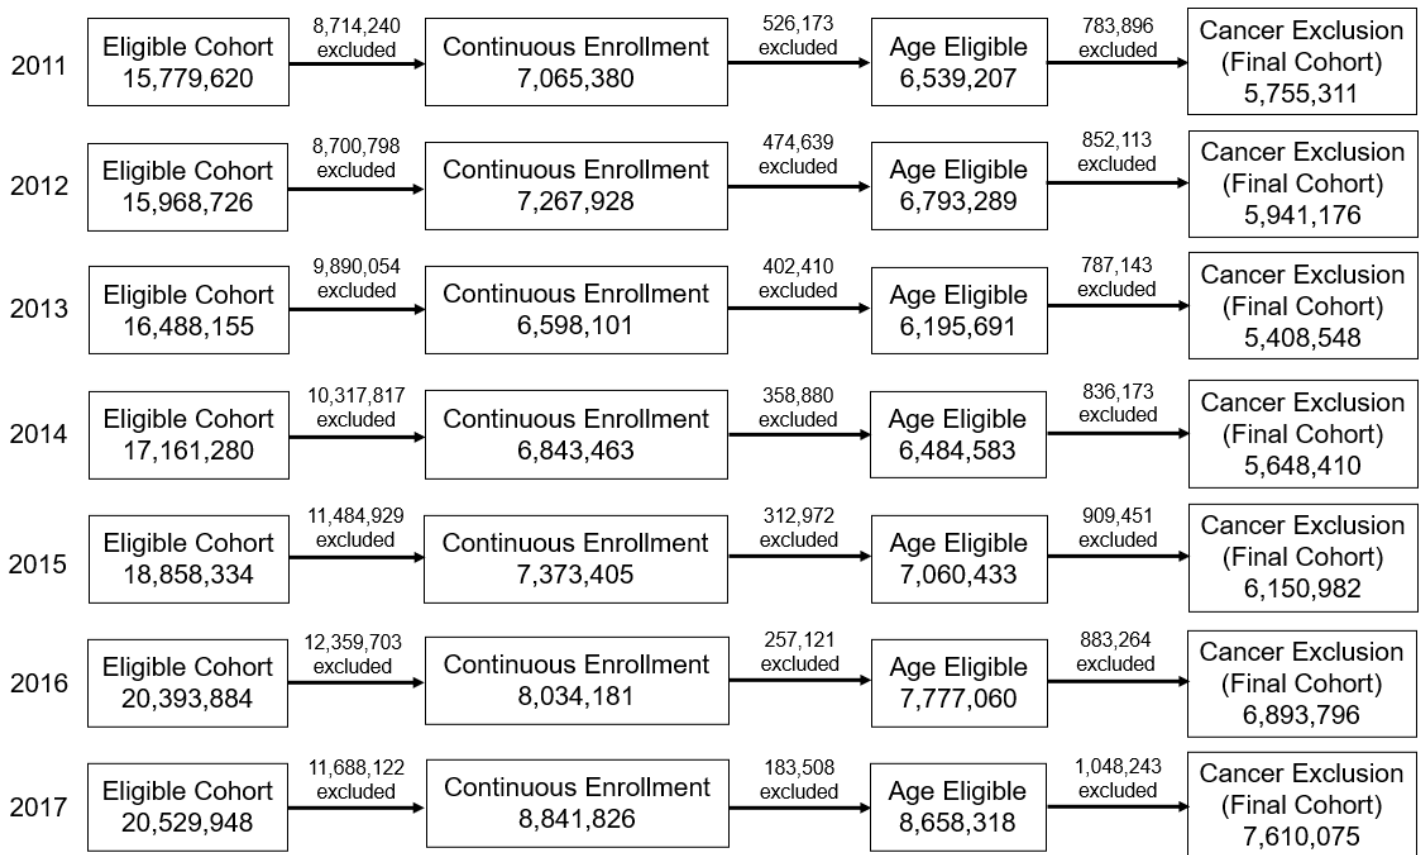 2011
Eligible Cohort
15,779,620
8,714,240
excluded
Continuous Enrollment
7,065,380
526,173
excluded
Age Eligible
6,539,207
783,896
excluded
Cancer Exclusion
(Final Cohort)
5,755,311
2012
Eligible Cohort
15,968,726
8,700,798
excluded
Continuous Enrollment
7,267,928
474,639
excluded
Age Eligible
6,793,289
852,113
excluded
Cancer Exclusion
(Final Cohort)
5,941,176
2013
Eligible Cohort
16,488,155
9,890,054
excluded
Continuous Enrollment
6,598,101
402,410
excluded
Age Eligible
6,195,691
787,143
excluded
Cancer Exclusion
(Final Cohort)
5,408,548
2014
Eligible Cohort
17,161,280
10,317,817
excluded
Continuous Enrollment
6,843,463
358,880
excluded
Age Eligible
6,484,583
836,173
excluded
Cancer Exclusion
(Final Cohort)
5,648,410
2015
Eligible Cohort
18,858,334
11,484,929
excluded
Continuous Enrollment
7,373,405
312,972
excluded
Age Eligible
7,060,433
909,451
excluded
Cancer Exclusion
(Final Cohort)
6,150,982
2016
Eligible Cohort
20,393,884
12,359,703
excluded
Continuous Enrollment
8,034,181
257,121
excluded
Age Eligible
7,777,060
883,264
excluded
Cancer Exclusion
(Final Cohort)
6,893,796
2017
Eligible Cohort
20,529,948
11,688,122
excluded
Continuous Enrollment
8,841,826
183,508
excluded
Age Eligible
8,658,318
1,048,243
excluded
Cancer Exclusion
(Final Cohort)
7,610,075